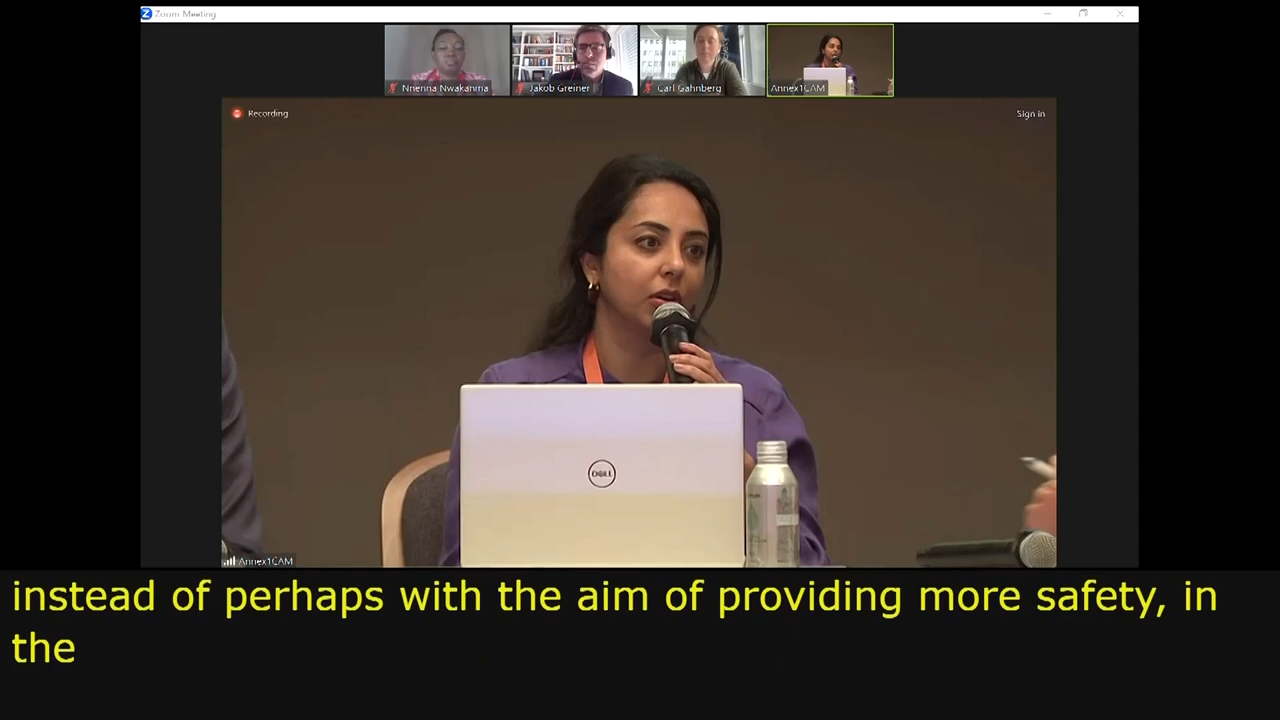 Zoom Meeting
Nnenna Nwakanma
Jakob Greiner
Carl Gahnberg
Annex1CAM
Recording
Sign in
DELL
Annex1CAM
instead of perhaps with the aim of providing more safety, in
the